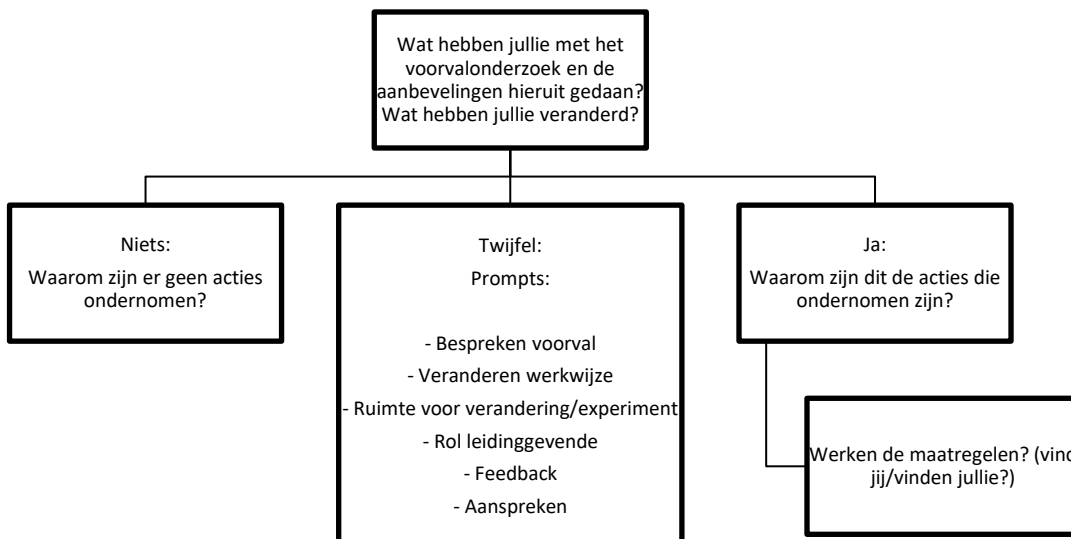 Wat hebben jullie met het
voorvalonderzoek en de
aanbevelingen hieruit gedaan?
Wat hebben jullie veranderd?
Niets:
Waarom zijn er geen acties
ondernomen?
Twijfel:
Prompts:
- Bespreken voorval
- Veranderen werkwijze
- Ruimte voor verandering/experiment
- Rol leidinggevende
- Feedback
- Aanspreken
Ja:
Waarom zijn dit de acties die
ondernomen zijn?
Werken de maatregelen? (vind
jij/vinden jullie?)